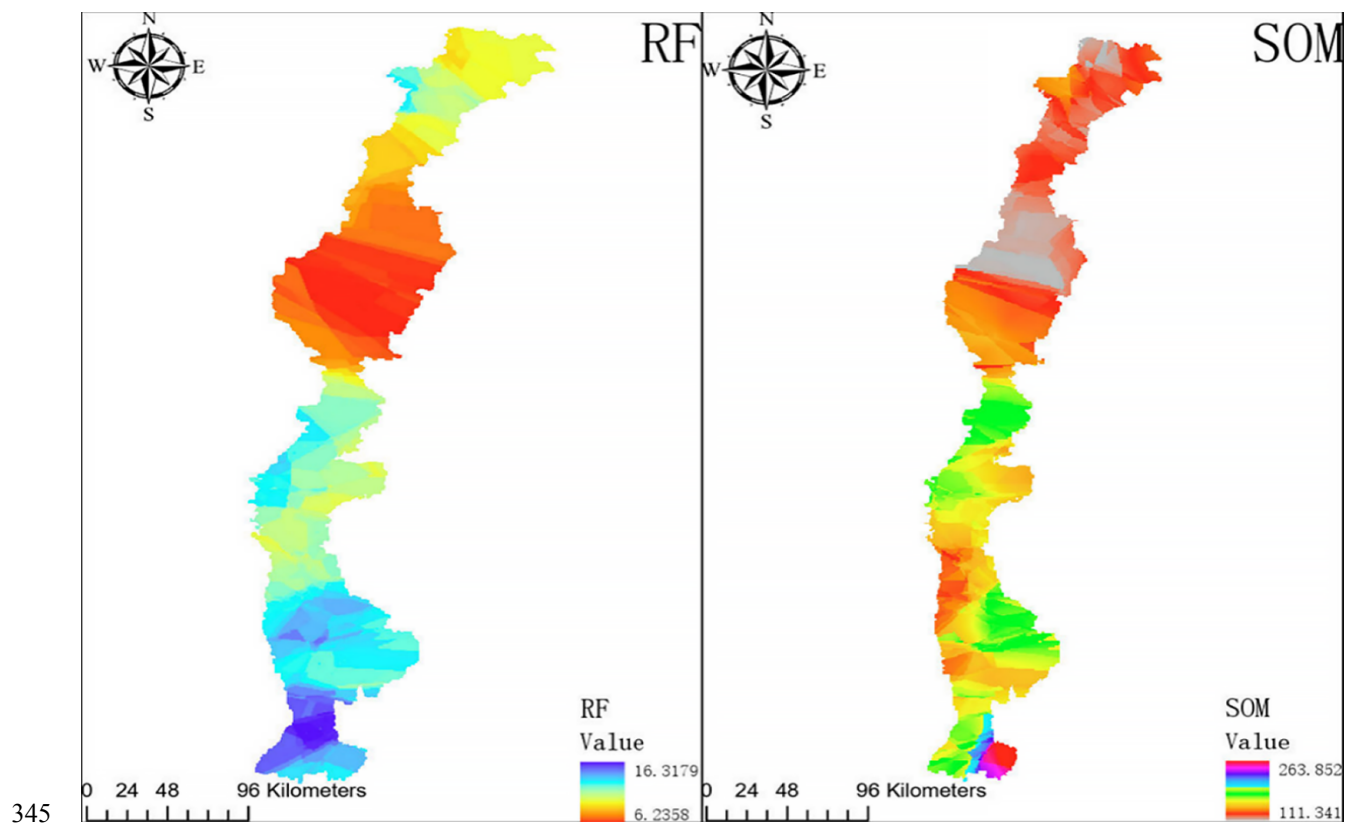 N
W E
S
RF
N
W E
S
SOM
RF
Value
16.3179
6.2358
SOM
Value
263.852
111.341
0 24 48 96 Kilometers
0 24 48 96 Kilometers
345